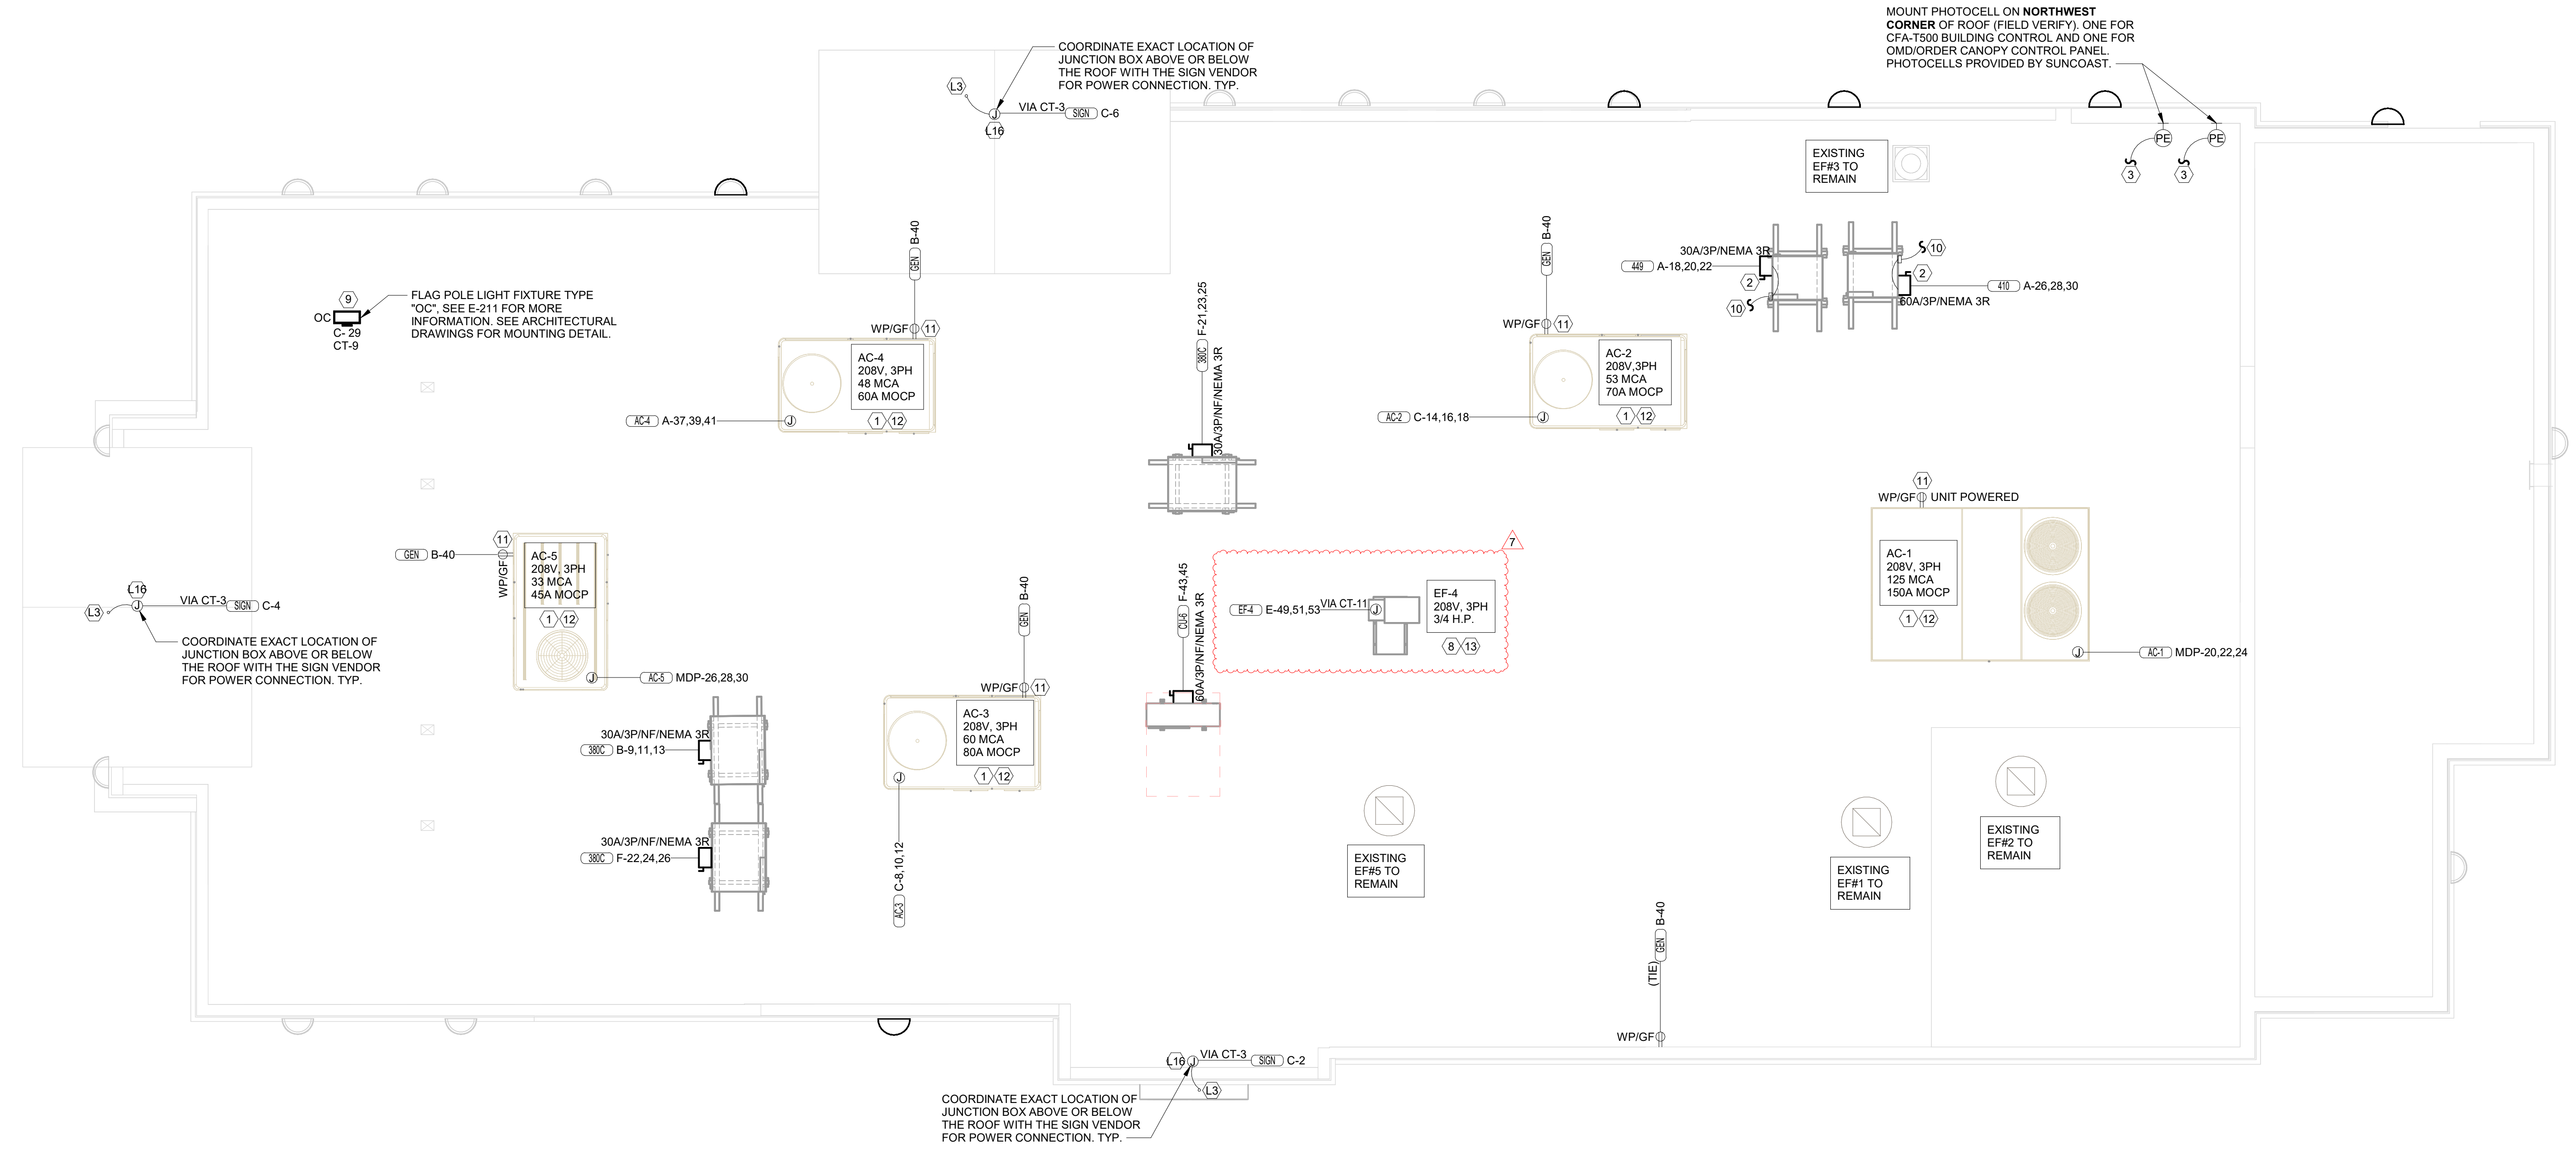 MOUNT PHOTOCELL ON NORTHWEST
CORNER OF ROOF (FIELD VERIFY). ONE FOR
CFA-T500 BUILDING CONTROL AND ONE FOR
OMD/ORDER CANOPY CONTROL PANEL.
PHOTOCELLS PROVIDED BY SUNCOAST.
COORDINATE EXACT LOCATION OF
JUNCTION BOX ABOVE OR BELOW
THE ROOF WITH THE SIGN VENDOR
FOR POWER CONNECTION. TYP.
L3
VIA CT-3
J
SIGN
C-6
L16
PE
PE
3
3
EXISTING
EF#3 TO
REMAIN
B-40
GEN
WP/GF
11
AC-4
208V, 3PH
48 MCA
60A MOCP
1
12
AC-4
A-37,39,41
J
9
OC
C- 29
CT-9
FLAG POLE LIGHT FIXTURE TYPE
"OC", SEE E-211 FOR MORE
INFORMATION. SEE ARCHITECTURAL
DRAWINGS FOR MOUNTING DETAIL.
F-21,23,25
380C
30A/3P/NF/NEMA 3R
B-40
GEN
WP/GF
11
AC-2
208V,3PH
53 MCA
70A MOCP
1
12
AC-2
C-14,16,18
J
30A/3P/NEMA 3R
449
A-18,20,22
2
10
10
2
410
A-26,28,30
60A/3P/NEMA 3R
11
WP/GF
UNIT POWERED
AC-1
208V, 3PH
125 MCA
150A MOCP
1
12
J
AC-1
MDP-20,22,24
11
GEN
B-40
WP/GF
AC-5
208V, 3PH
33 MCA
45A MOCP
1
12
J
AC-5
MDP-26,28,30
L16
L3
J
VIA CT-3
SIGN
C-4
COORDINATE EXACT LOCATION OF
JUNCTION BOX ABOVE OR BELOW
THE ROOF WITH THE SIGN VENDOR
FOR POWER CONNECTION. TYP.
7
EF-4
E-49,51,53
VIA CT-11
J
EF-4
208V, 3PH
3/4 H.P.
8
13
F-43,45
CU-6
60A/3P/NF/NEMA 3R
B-40
GEN
WP/GF
11
AC-3
208V, 3PH
60 MCA
80A MOCP
1
12
J
C-8,10,12
AC-3
30A/3P/NF/NEMA 3R
380C
B-9,11,13
30A/3P/NF/NEMA 3R
380C
F-22,24,26
EXISTING
EF#5 TO
REMAIN
EXISTING
EF#1 TO
REMAIN
EXISTING
EF#2 TO
REMAIN
B-40
GEN
(TIE)
WP/GF
L16
J
VIA CT-3
SIGN
C-2
L3
COORDINATE EXACT LOCATION OF
JUNCTION BOX ABOVE OR BELOW
THE ROOF WITH THE SIGN VENDOR
FOR POWER CONNECTION. TYP.